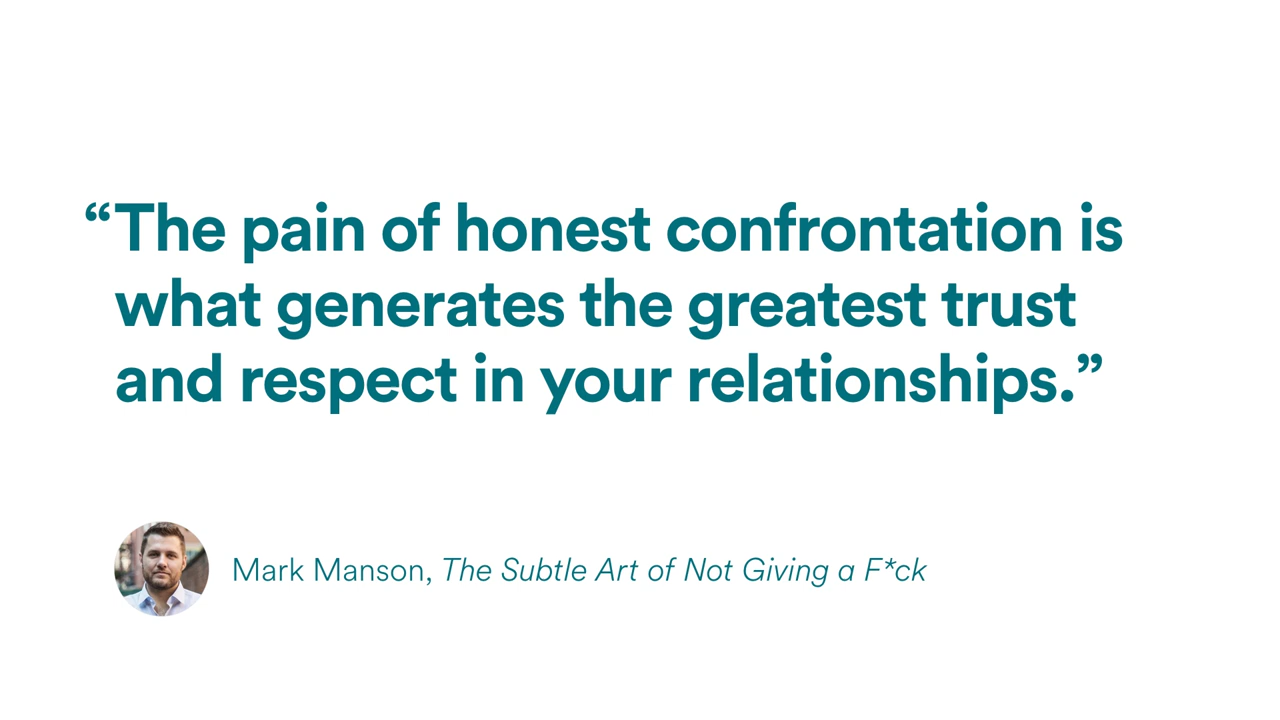 “The pain of honest confrontation is
what generates the greatest trust
and respect in your relationships.”
Mark Manson, The Subtle Art of Not Giving a F*ck